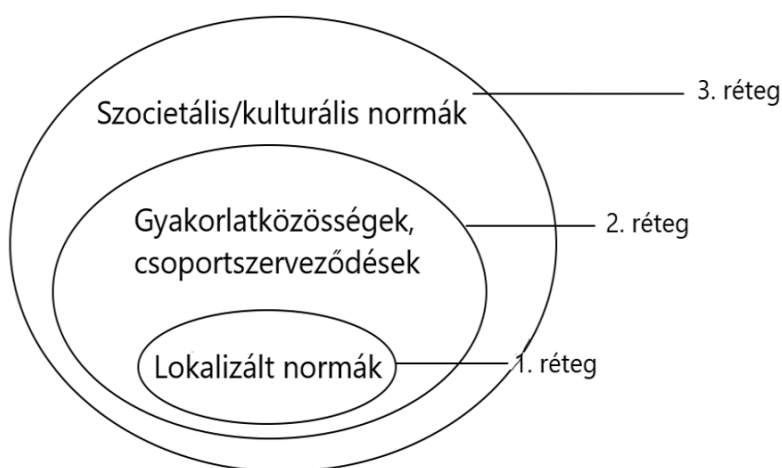 3. réteg
Szocietális/kulturális normák
Gyakorlatközösségek,
2. réteg
csoportszerveződések
Lokalizált normák
1. réteg